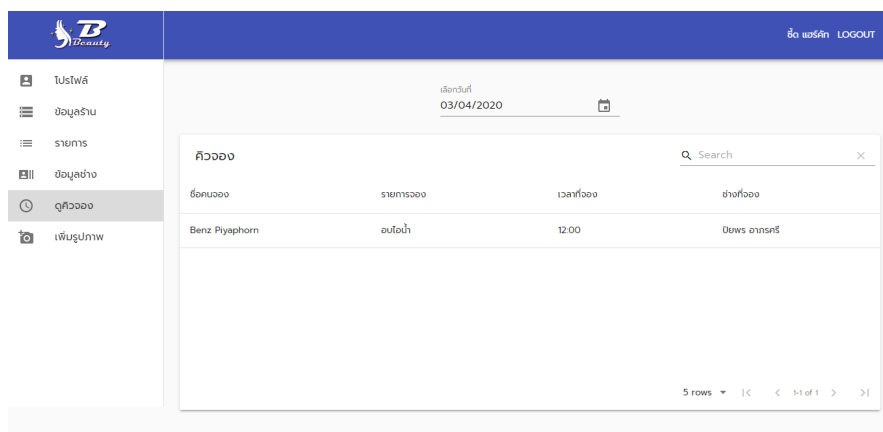 B
Beauty
ซี๊ด แฮร์คัท LOGOUT
โปรไฟล์
ข้อมูลร้าน
รายการ
ข้อมูลช่าง
ดูคิวจอง
เพิ่มรูปภาพ
เลือกวันที่
03/04/2020
คิวจอง
Search
ชื่อคนจอง รายการจอง เวลาที่จอง ช่างที่จอง
Benz Piyaphorn อบไอน้ำ 12:00 ปิยพร อาภรศรี
5 rows 1-1 of 1